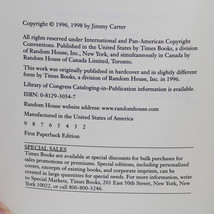 Copyright © 1996, 1998 by Jimmy Carter
All rights reserved under International and Pan-American Copyright
Conventions. Published in the United States by Times Books, a division of
Random House, Inc., New York, and simultaneously in Canada by
Random House of Canada Limited, Toronto.
This work was originally published in hardcover and in slightly different
form by Times Books, a division of Random House, Inc., in 1996.
Library of Congress Cataloging-in-Publication information is available.
ISBN: 0-8129-3034-7
Random House website address: www.randomhouse.com
Manufactured in the United States of America
9 8 7 6 5 4 3 2
First Paperback Edition
SPECIAL SALES
Times Books are available at special discounts for bulk purchases for
sales promotions or premiums. Special editions, including personalized
covers, excerpts of existing books, and corporate imprints, can be
created in large quantities for special needs. For more information, write
to Special Markets, Times Books, 201 East 50th Street, New York, New York
10022, or call 800-800-3246.